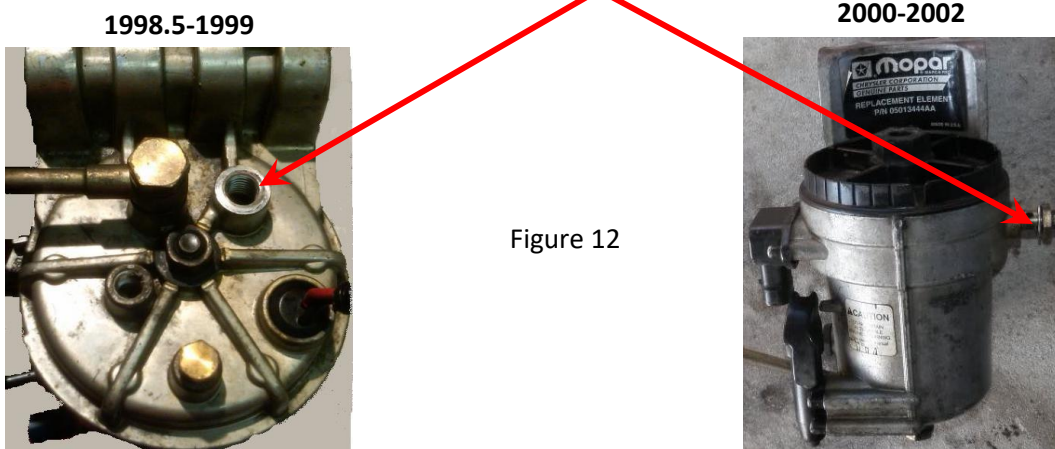 1998.5-1999
2000-2002
mopar
CHRYSLER CORPORATION
GENUINE PARTS
REPLACEMENT ELEMENT
P/N 05013444AA
Figure 12
CAUTION